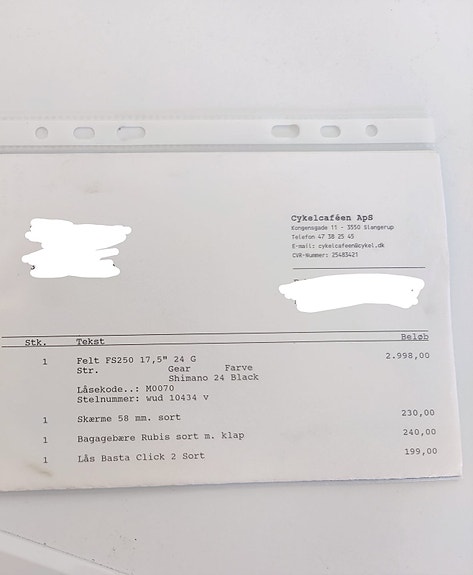 Cykelcaféen ApS
Kongensgade 11 - 3550 Slangerup
Telefon 47 38 25 45
E-mail: cykelcafeen@cykel.dk
CVR-Nummer: 25483421
Stk. Tekst Beløb
1 Felt FS250 17,5" 24 G 2.998,00
Str. Gear Farve
Shimano 24 Black
Låsekode..: M0070
Stelnummer: wud 10434 v
1 Skærme 58 mm. sort 230,00
1 Bagagebære Rubis sort m. klap 240,00
1 Lås Basta Click 2 Sort 199,00